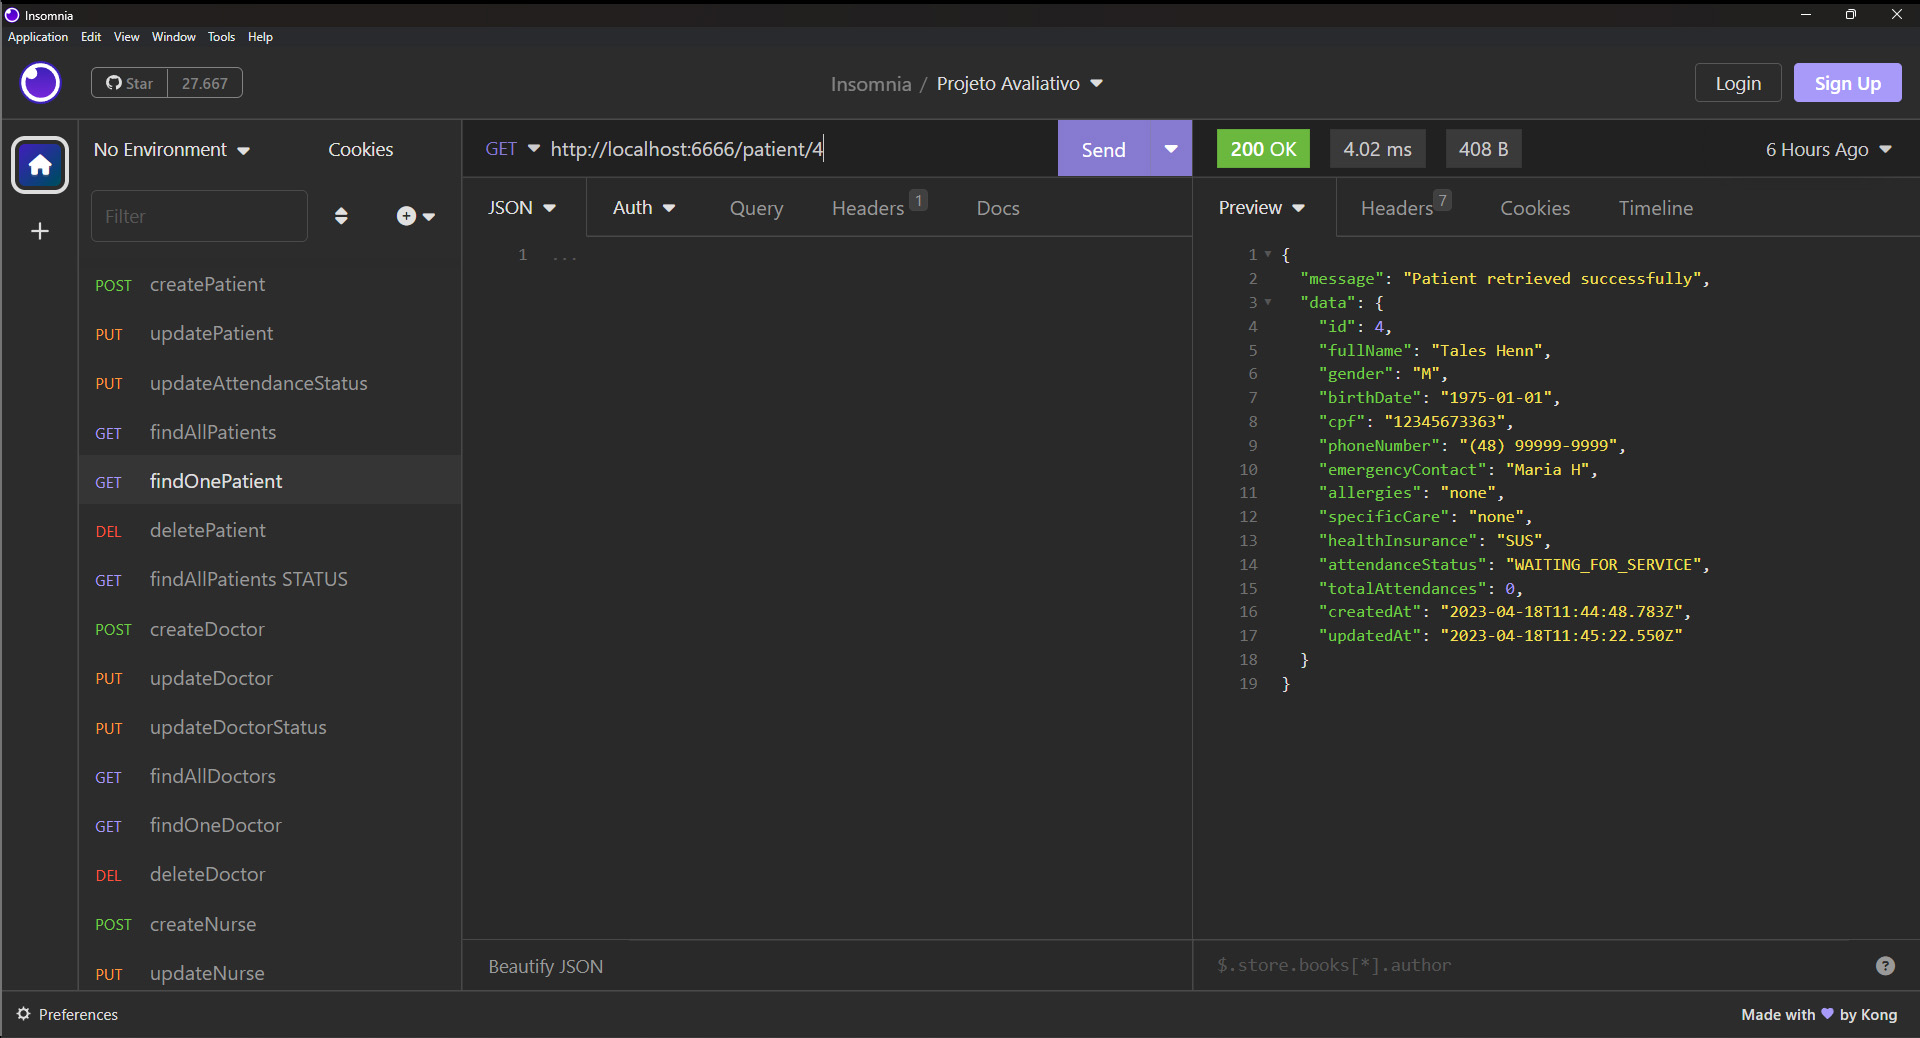 Insomnia
Application Edit View Window Tools Help
Star 27.667
Insomnia / Projeto Avaliativo
Login Sign Up
No Environment Cookies
Filter
POST createPatient
PUT updatePatient
PUT updateAttendanceStatus
GET findAllPatients
GET findOnePatient
DEL deletePatient
GET findAllPatients STATUS
POST createDoctor
PUT updateDoctor
PUT updateDoctorStatus
GET findAllDoctors
GET findOneDoctor
DEL deleteDoctor
POST createNurse
PUT updateNurse
GET http://localhost:6666/patient/4 Send
JSON Auth Query Headers 1 Docs
1 ...
Beautify JSON
200 OK 4.02 ms 408 B 6 Hours Ago
Preview Headers 7 Cookies Timeline
1 {
2 "message": "Patient retrieved successfully",
3 "data": {
4 "id": 4,
5 "fullName": "Tales Henn",
6 "gender": "M",
7 "birthDate": "1975-01-01",
8 "cpf": "12345673363",
9 "phoneNumber": "(48) 99999-9999",
10 "emergencyContact": "Maria H",
11 "allergies": "none",
12 "specificCare": "none",
13 "healthInsurance": "SUS",
14 "attendanceStatus": "WAITING_FOR_SERVICE",
15 "totalAttendances": 0,
16 "createdAt": "2023-04-18T11:44:48.783Z",
17 "updatedAt": "2023-04-18T11:45:22.550Z"
18 }
19 }
$.store.books[*].author
?
Preferences
Made with 💜 by Kong